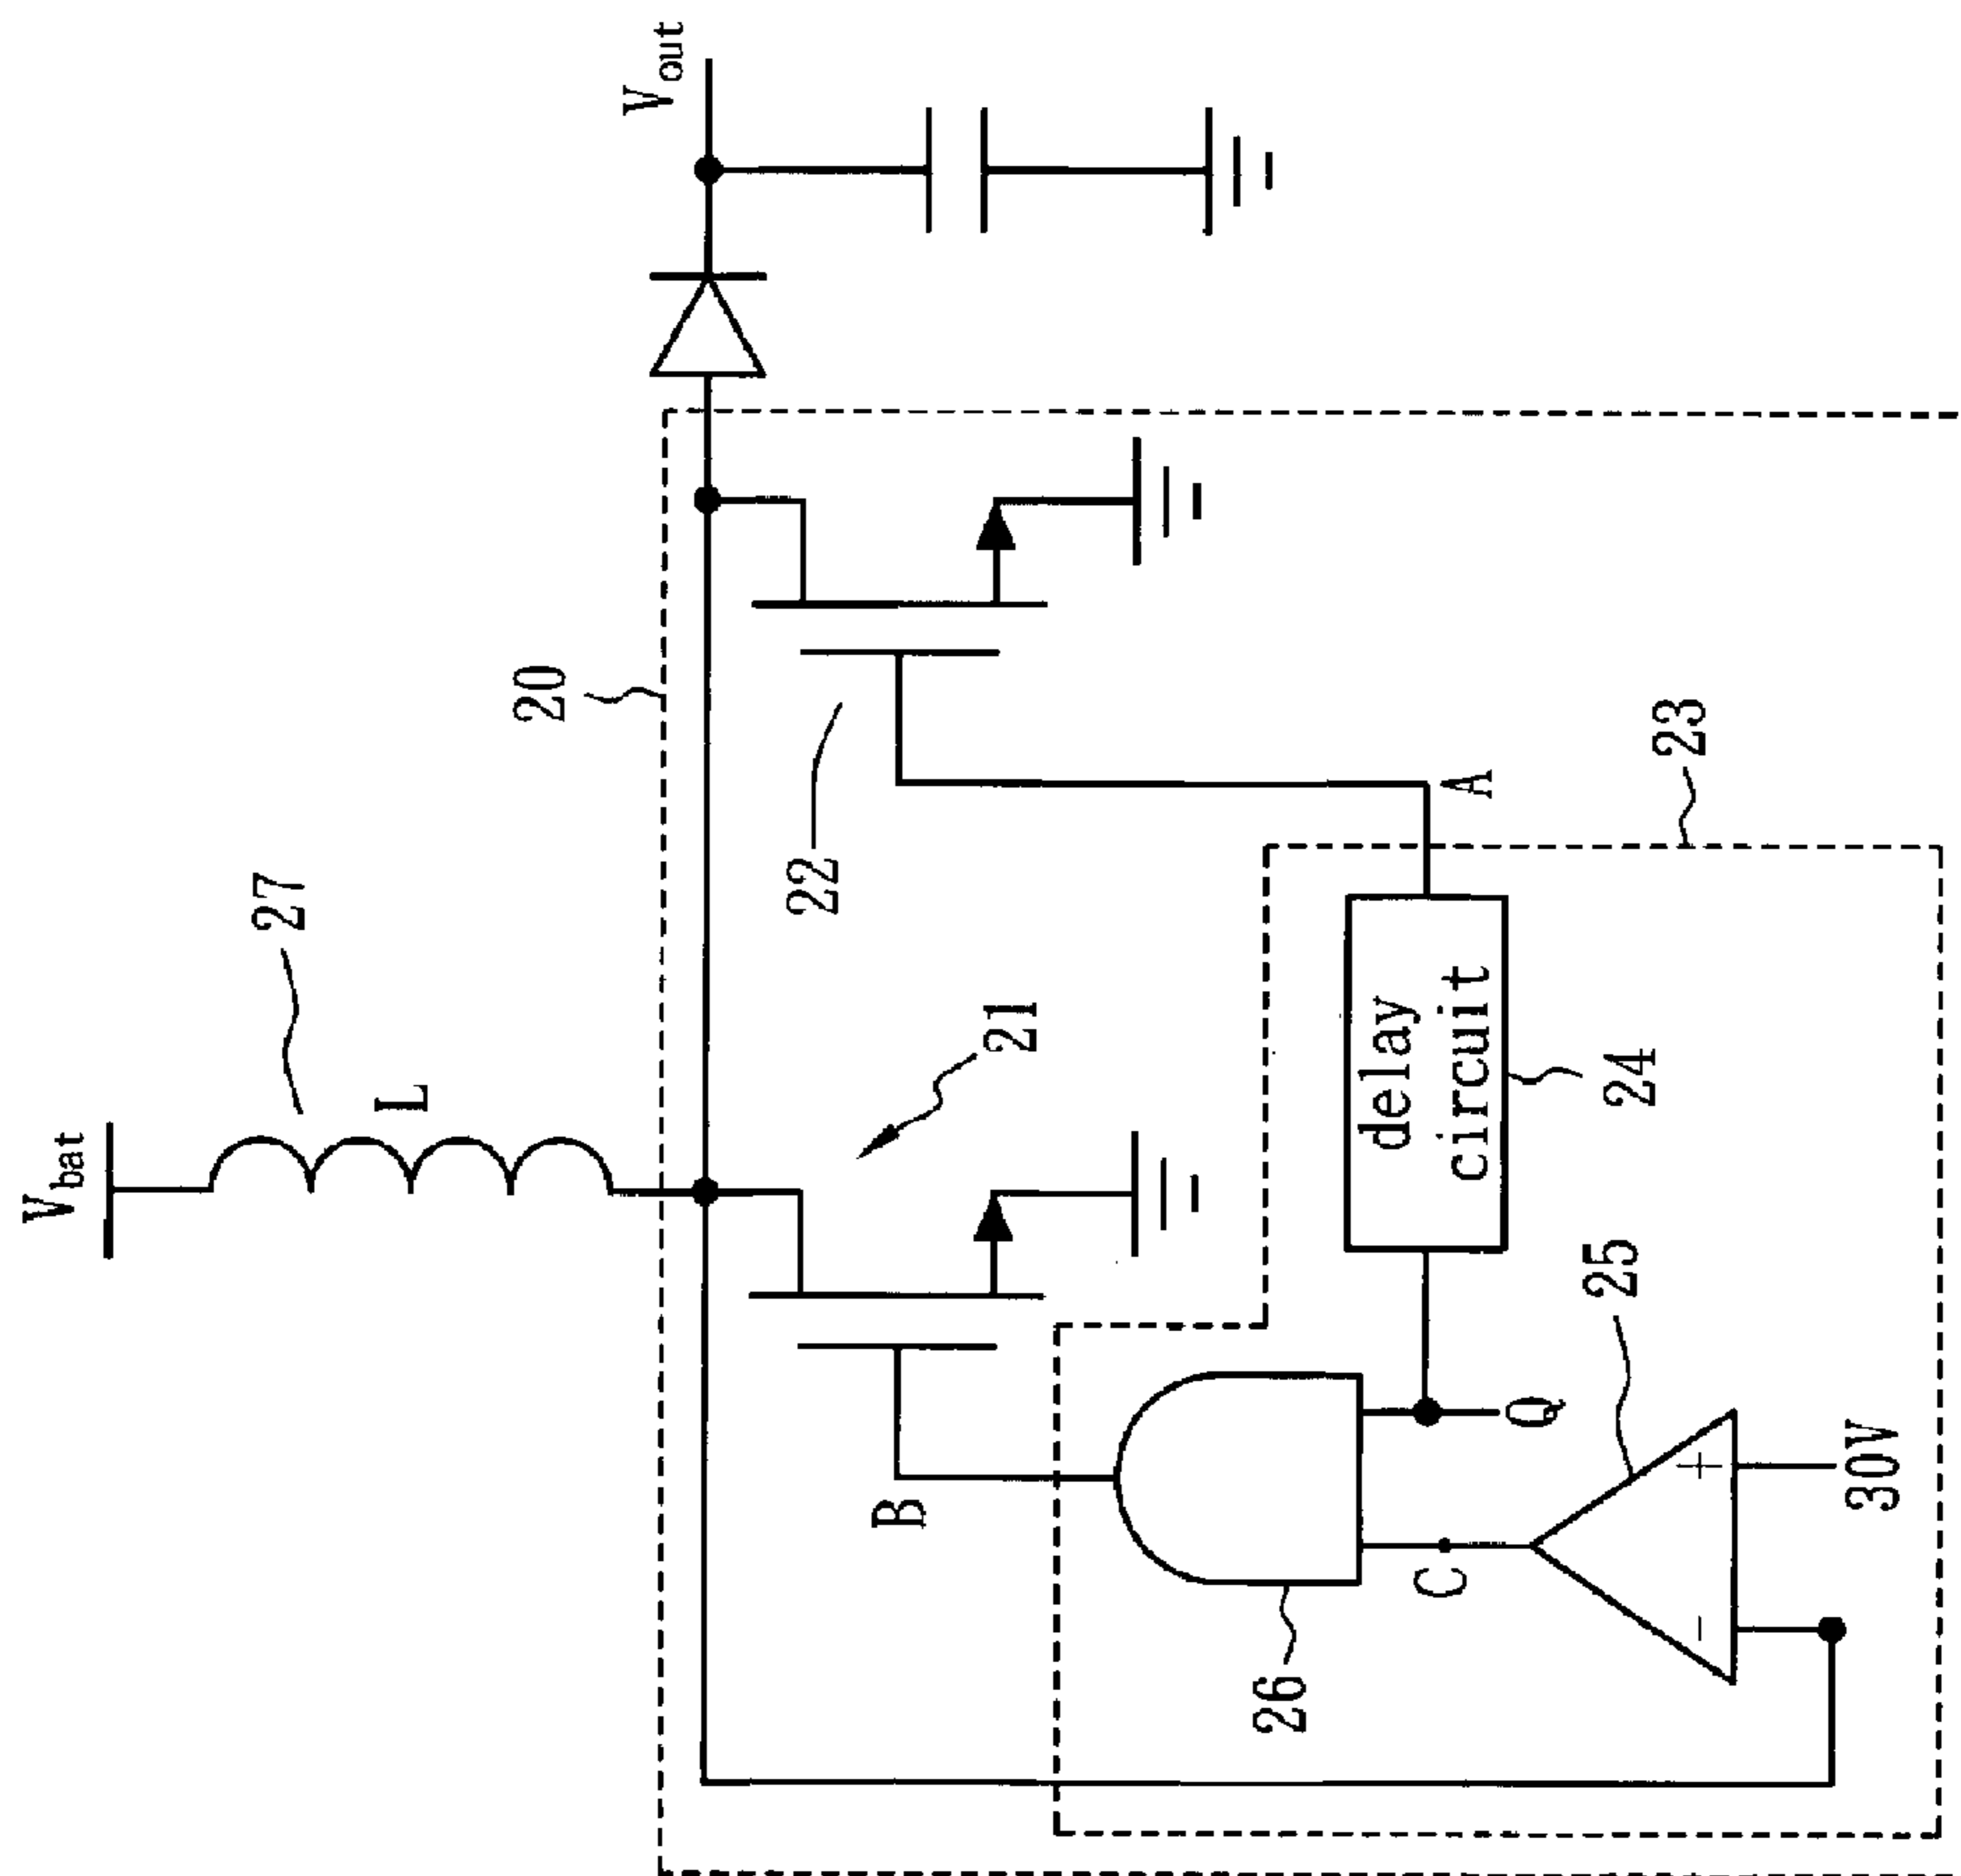 V_bat
27
L
V_out
20
21
22
B
A
23
delay
circuit
24
26
C
Q
25
-
+
30V